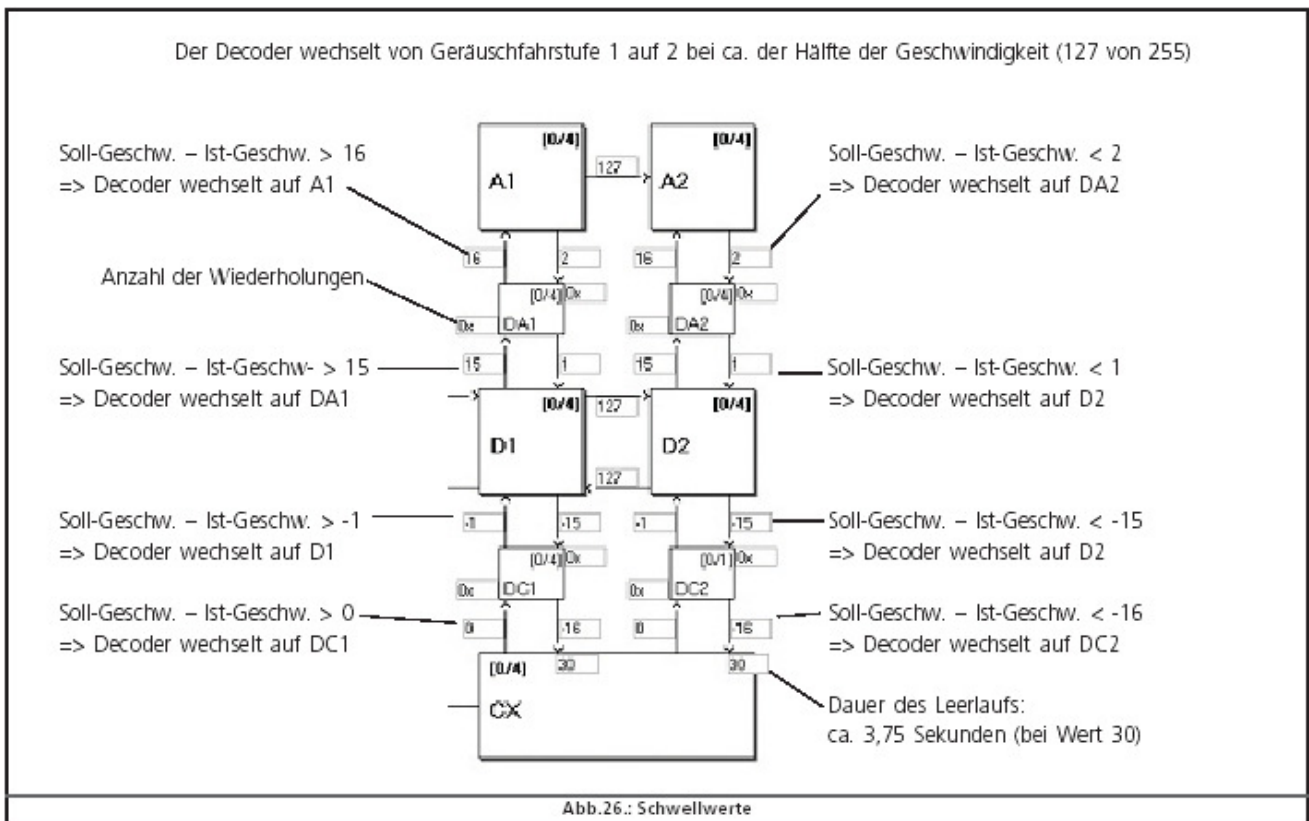 Der Decoder wechselt von Geräuschfahrstufe 1 auf 2 bei ca. der Hälfte der Geschwindigkeit (127 von 255)
Soll-Geschw. – Ist-Geschw. > 16
=> Decoder wechselt auf A1
Anzahl der Wiederholungen
Soll-Geschw. – Ist-Geschw- > 15
=> Decoder wechselt auf DA1
Soll-Geschw. – Ist-Geschw. > -1
=> Decoder wechselt auf D1
Soll-Geschw. – Ist-Geschw. > 0
=> Decoder wechselt auf DC1
[0/4]
A1
127
[0/4]
A2
16
2
16
2
[0/4] 0x
0x DA1
[0/4] 0x
0x DA2
15
1
15
1
[0/4]
D1
127
127
[0/4]
D2
-1
-15
-1
-15
[0/4] 0x
0x DC1
[0/1] 0x
0x DC2
0
-16
0
-16
[0/4]
30
30
CX
Soll-Geschw. – Ist-Geschw. < 2
=> Decoder wechselt auf DA2
Soll-Geschw. – Ist-Geschw. < 1
=> Decoder wechselt auf D2
Soll-Geschw. – Ist-Geschw. < -15
=> Decoder wechselt auf D2
Soll-Geschw. – Ist-Geschw. < -16
=> Decoder wechselt auf DC2
Dauer des Leerlaufs:
ca. 3,75 Sekunden (bei Wert 30)
Abb.26.: Schwellwerte